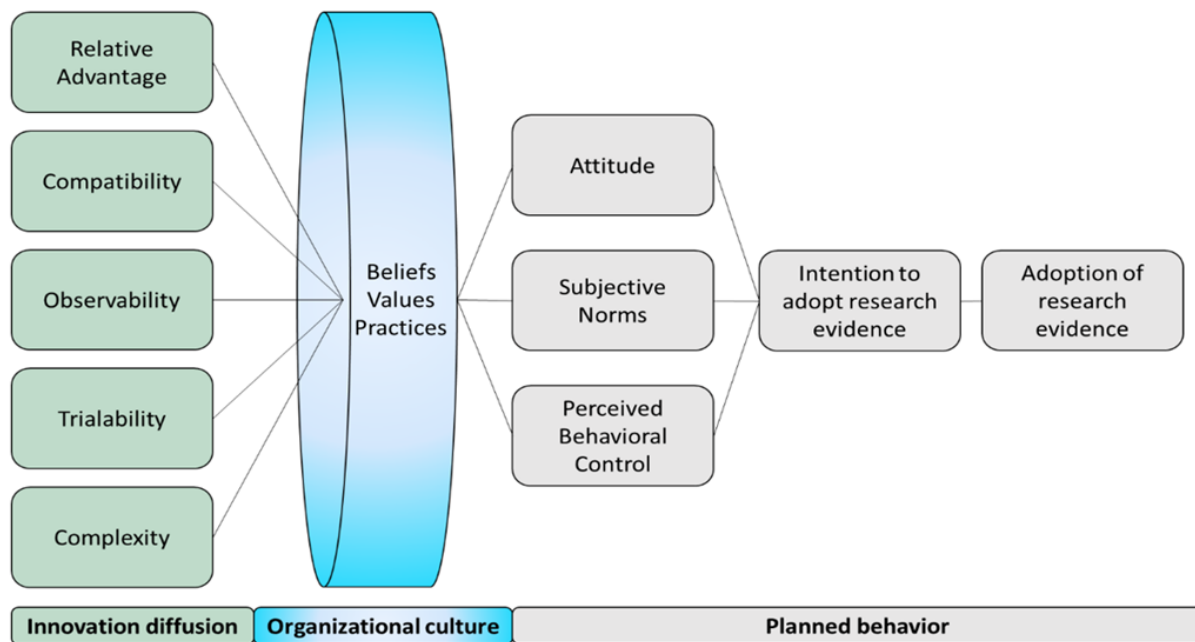 Relative
Advantage
Compatibility
Observability
Trialability
Complexity
Beliefs
Values
Practices
Attitude
Subjective
Norms
Perceived
Behavioral
Control
Intention to
adopt research
evidence
Adoption of
research
evidence
Innovation diffusion
Organizational culture
Planned behavior